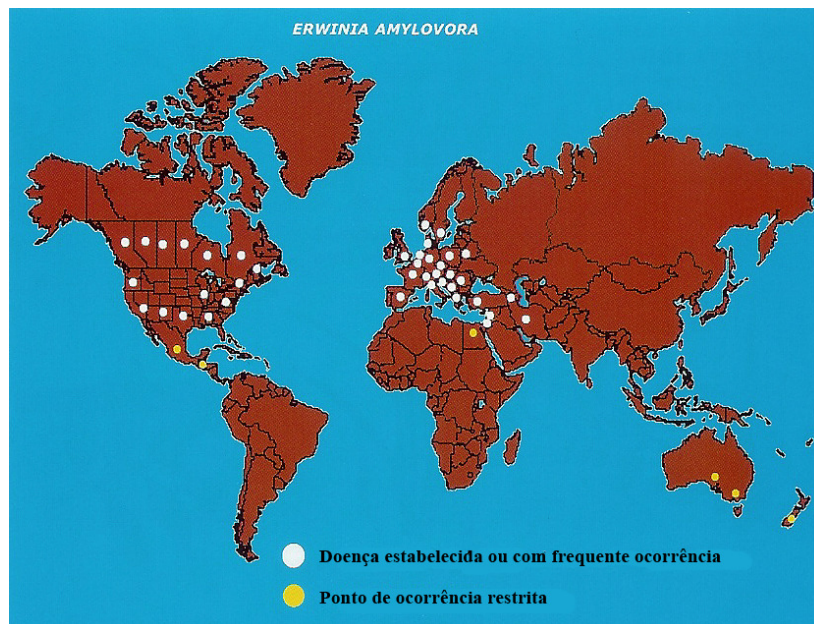 ERWINIA AMYLOVORA
Doença estabelecida ou com frequente ocorrência
Ponto de ocorrência restrita